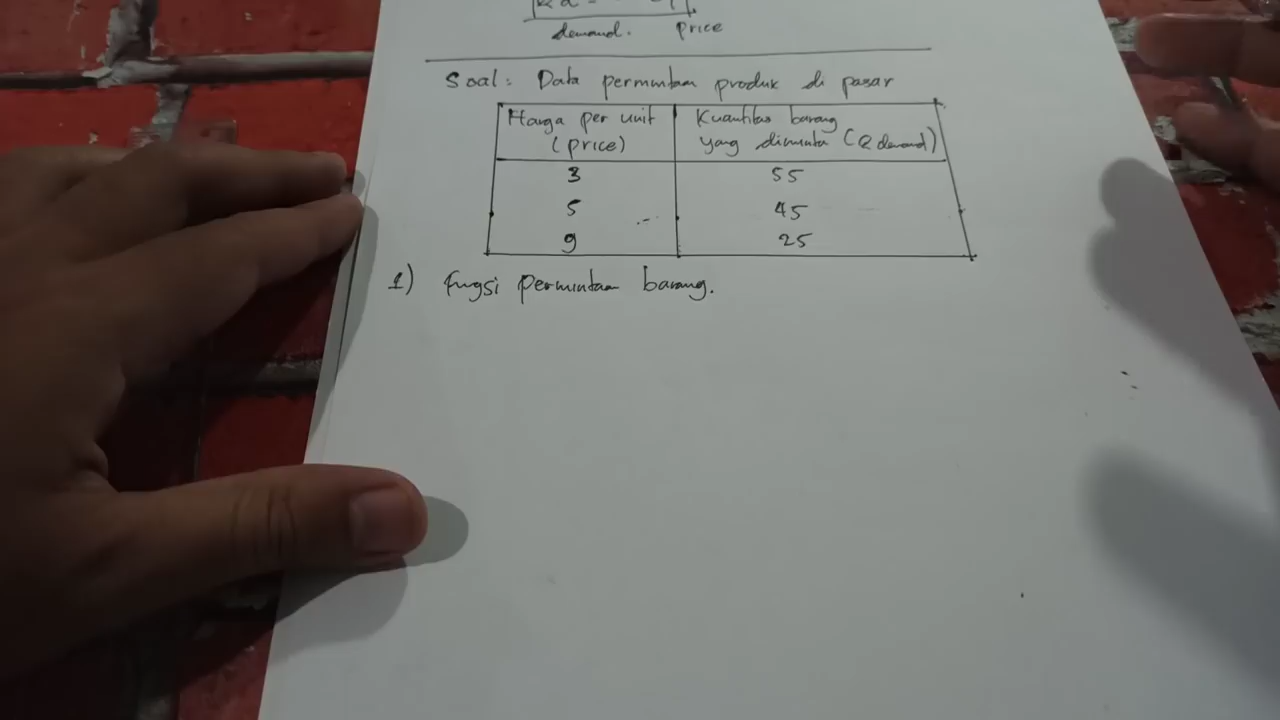 demand. price
Soal: Data permintaan produk di pasar
Harga per unit
(price)
Kuantitas barang
yang diminta (Q demand)
3 55
5 45
9 25
1) fugsi permintaan barang.